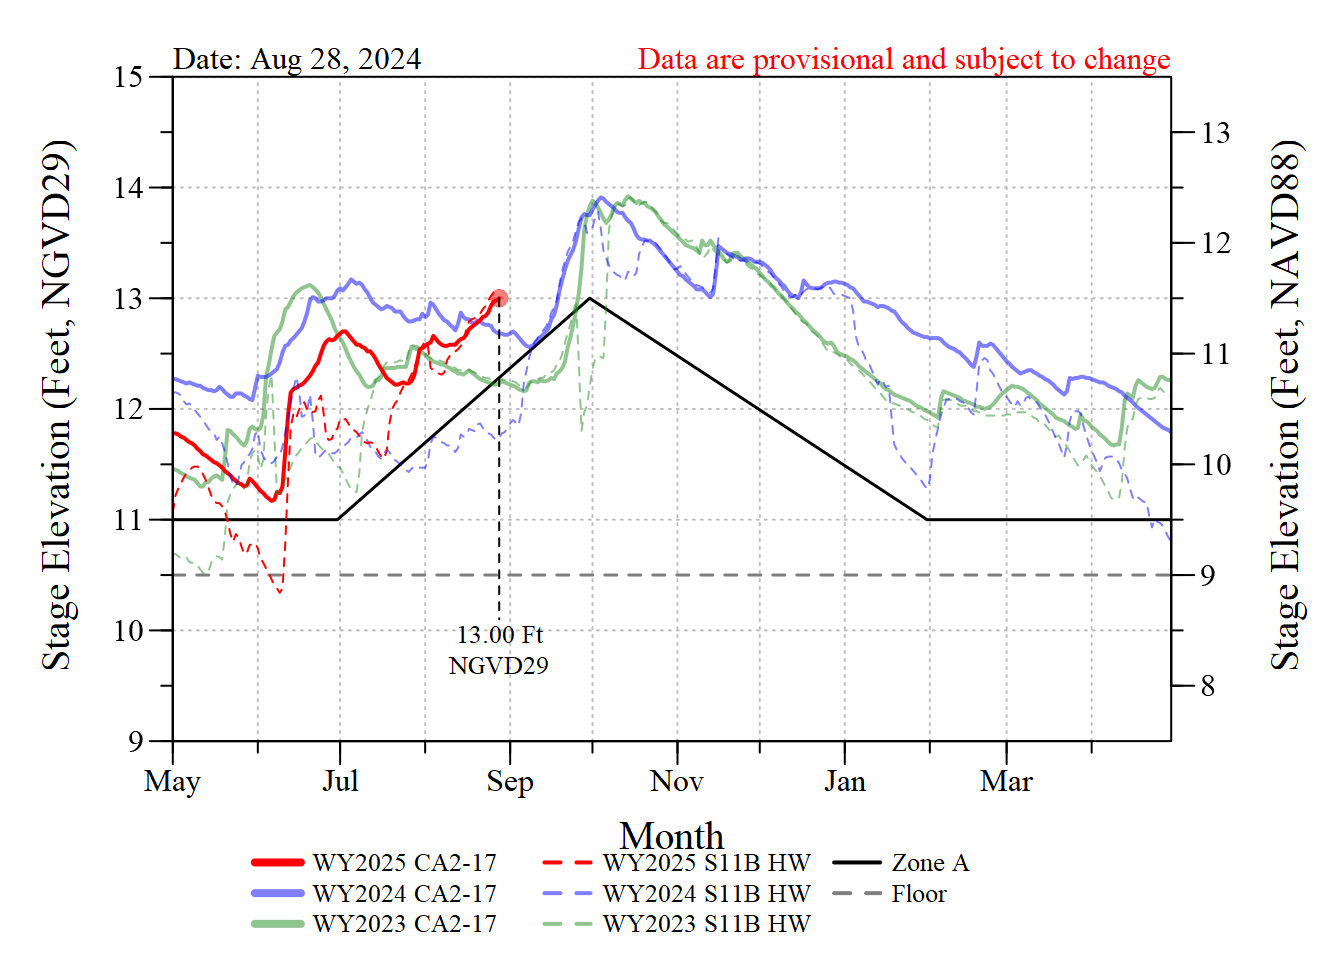 Date: Aug 28, 2024
Data are provisional and subject to change
15
14
13
12
11
10
9
13
12
11
10
9
8
Stage Elevation (Feet, NGVD29)
Stage Elevation (Feet, NAVD88)
13.00 Ft
NGVD29
May Jul Sep Nov Jan Mar
Month
WY2025 CA2-17 WY2025 S11B HW Zone A
WY2024 CA2-17 WY2024 S11B HW Floor
WY2023 CA2-17 WY2023 S11B HW